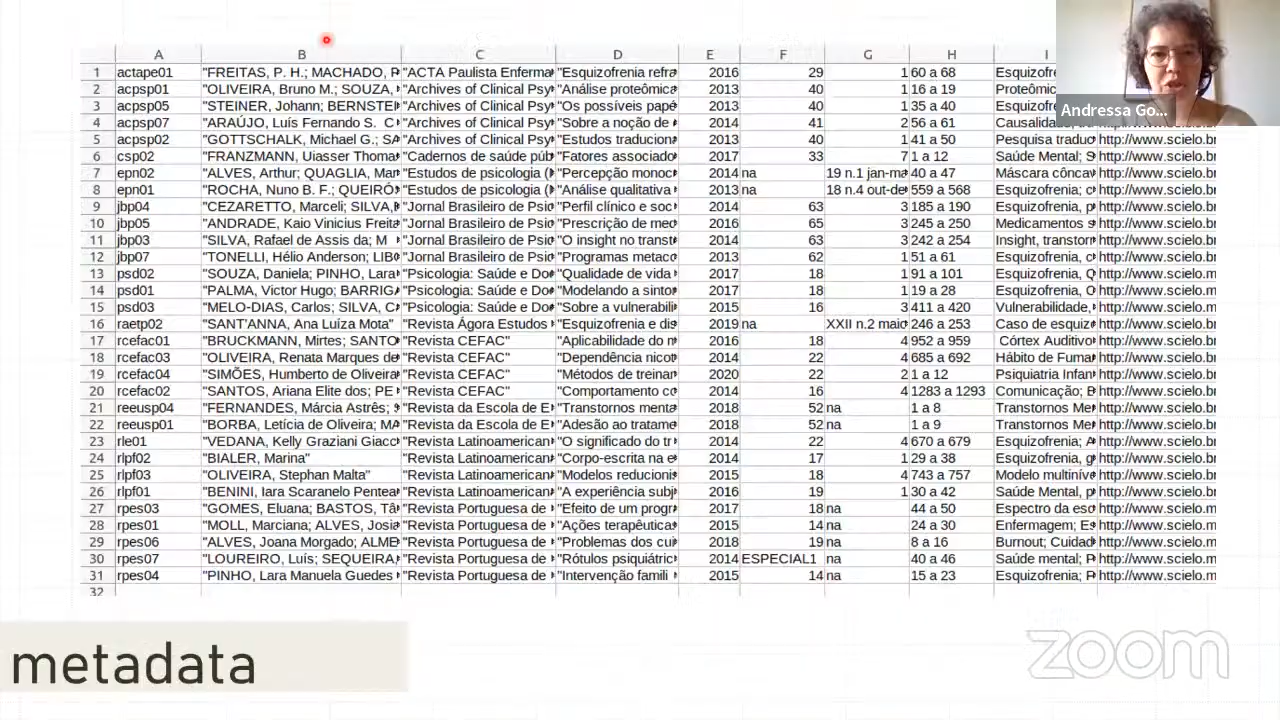 A B C D E F G H I
Andressa Go...
1 actape01 "FREITAS, P. H.; MACHADO, "ACTA Paulista Enferma "Esquizofrenia refra 2016 29 1 60 a 68 Esquizofre
2 acpsp01 "OLIVEIRA, Bruno M.; SOUZA, "Archives of Clinical Psy "Análise proteômica 2013 40 1 16 a 19 Proteômic
3 acpsp05 "STEINER, Johann; BERNSTEI "Archives of Clinical Psy "Os possíveis papé 2013 40 1 35 a 40 Esquizofre
4 acpsp07 "ARAÚJO, Luís Fernando S. C "Archives of Clinical Psy "Sobre a noção de 2014 41 2 56 a 61 Causalidad
5 acpsp02 "GOTTSCHALK, Michael G.; SA "Archives of Clinical Psy "Estudos traduciona 2013 40 1 41 a 50 Pesquisa traduc http://www.scielo.br
6 csp02 "FRANZMANN, Uiasser Thoma "Cadernos de saúde púb "Fatores associado 2017 33 7 1 a 12 Saúde Mental; S http://www.scielo.br
7 epn02 "ALVES, Arthur; QUAGLIA, Mar "Estudos de psicologia ( "Percepção monoc 2014 na 19 n.1 jan-ma 40 a 47 Máscara côncav http://www.scielo.br
8 epn01 "ROCHA, Nuno B. F.; QUEIRÓ "Estudos de psicologia ( "Análise qualitativa 2013 na 18 n.4 out-de 559 a 568 Esquizofrenia; c http://www.scielo.br
9 jbp04 "CEZARETTO, Marceli; SILVA, "Jornal Brasileiro de Psiq "Perfil clínico e soc 2014 63 3 185 a 190 Esquizofrenia, p http://www.scielo.br
10 jbp05 "ANDRADE, Kaio Vinicius Freita "Jornal Brasileiro de Psiq "Prescrição de med 2016 65 3 245 a 250 Medicamentos s http://www.scielo.br
11 jbp03 "SILVA, Rafael de Assis da; M "Jornal Brasileiro de Psiq "O insight no transt 2014 63 3 242 a 254 Insight, transtorn http://www.scielo.br
12 jbp07 "TONELLI, Hélio Anderson; LIB "Jornal Brasileiro de Psiq "Programas metaco 2013 62 1 51 a 61 Esquizofrenia, c http://www.scielo.br
13 psd02 "SOUZA, Daniela; PINHO, Lara "Psicologia: Saúde e Do "Qualidade de vida 2017 18 1 91 a 101 Esquizofrenia, Q http://www.scielo.m
14 psd01 "PALMA, Victor Hugo; BARRIG "Psicologia: Saúde e Do "Modelando a sinto 2017 18 1 19 a 28 Esquizofrenia, O http://www.scielo.m
15 psd03 "MELO-DIAS, Carlos; SILVA, C "Psicologia: Saúde e Do "Sobre a vulnerabili 2015 16 3 411 a 420 Vulnerabilidade, http://www.scielo.m
16 raetp02 "SANT'ANNA, Ana Luíza Mota" "Revista Ágora Estudos "Esquizofrenia e dis 2019 na XXII n.2 maio 246 a 253 Caso de esquiz http://www.scielo.br
17 rcefac01 "BRUCKMANN, Mirtes; SANTO "Revista CEFAC" "Aplicabilidade do 2016 18 4 952 a 959 Córtex Auditivo http://www.scielo.br
18 rcefac03 "OLIVEIRA, Renata Marques de "Revista CEFAC" "Dependência nicot 2014 22 4 685 a 692 Hábito de Fuma http://www.scielo.br
19 rcefac04 "SIMÕES, Humberto de Oliveira "Revista CEFAC" "Métodos de treinar 2020 22 2 1 a 12 Psiquiatria Infan http://www.scielo.br
20 rcefac02 "SANTOS, Ariana Elite dos; PE "Revista CEFAC" "Comportamento co 2014 16 4 1283 a 1293 Comunicação; B http://www.scielo.br
21 reeusp04 "FERNANDES, Márcia Astrês; "Revista da Escola de E "Transtornos menta 2018 52 na 1 a 8 Transtornos Me http://www.scielo.br
22 reeusp01 "BORBA, Letícia de Oliveira; MA "Revista da Escola de E "Adesão ao tratame 2018 52 na 1 a 9 Transtornos Me http://www.scielo.br
23 rle01 "VEDANA, Kelly Graziani Giacc "Revista Latinoamerican "O significado do tr 2014 22 4 670 a 679 Esquizofrenia; A http://www.scielo.br
24 rlpf02 "BIALER, Marina" "Revista Latinoamerican "Corpo-escrita na e 2014 17 1 29 a 38 Esquizofrenia, g http://www.scielo.br
25 rlpf03 "OLIVEIRA, Stephan Malta" "Revista Latinoamerican "Modelos reducionis 2015 18 4 743 a 757 Modelo multinív http://www.scielo.br
26 rlpf01 "BENINI, Iara Scaranelo Pentea "Revista Latinoamerican "A experiência subj 2016 19 1 30 a 42 Saúde Mental, p http://www.scielo.br
27 rpes03 "GOMES, Eluana; BASTOS, Tâ "Revista Portuguesa de "Efeito de um progr 2017 18 na 44 a 50 Espectro da eso http://www.scielo.m
28 rpes01 "MOLL, Marciana; ALVES, Josia "Revista Portuguesa de "Ações terapêutica 2015 14 na 24 a 30 Enfermagem; Es http://www.scielo.m
29 rpes06 "ALVES, Joana Morgado; ALME "Revista Portuguesa de "Problemas dos cui 2018 19 na 8 a 16 Burnout; Cuidad http://www.scielo.m
30 rpes07 "LOUREIRO, Luís; SEQUEIRA, "Revista Portuguesa de "Rótulos psiquiátric 2014 ESPECIAL1 na 40 a 46 Saúde mental; P http://www.scielo.m
31 rpes04 "PINHO, Lara Manuela Guedes "Revista Portuguesa de "Intervenção famili 2015 14 na 15 a 23 Esquizofrenia; R http://www.scielo.m
32
metadata
zoom